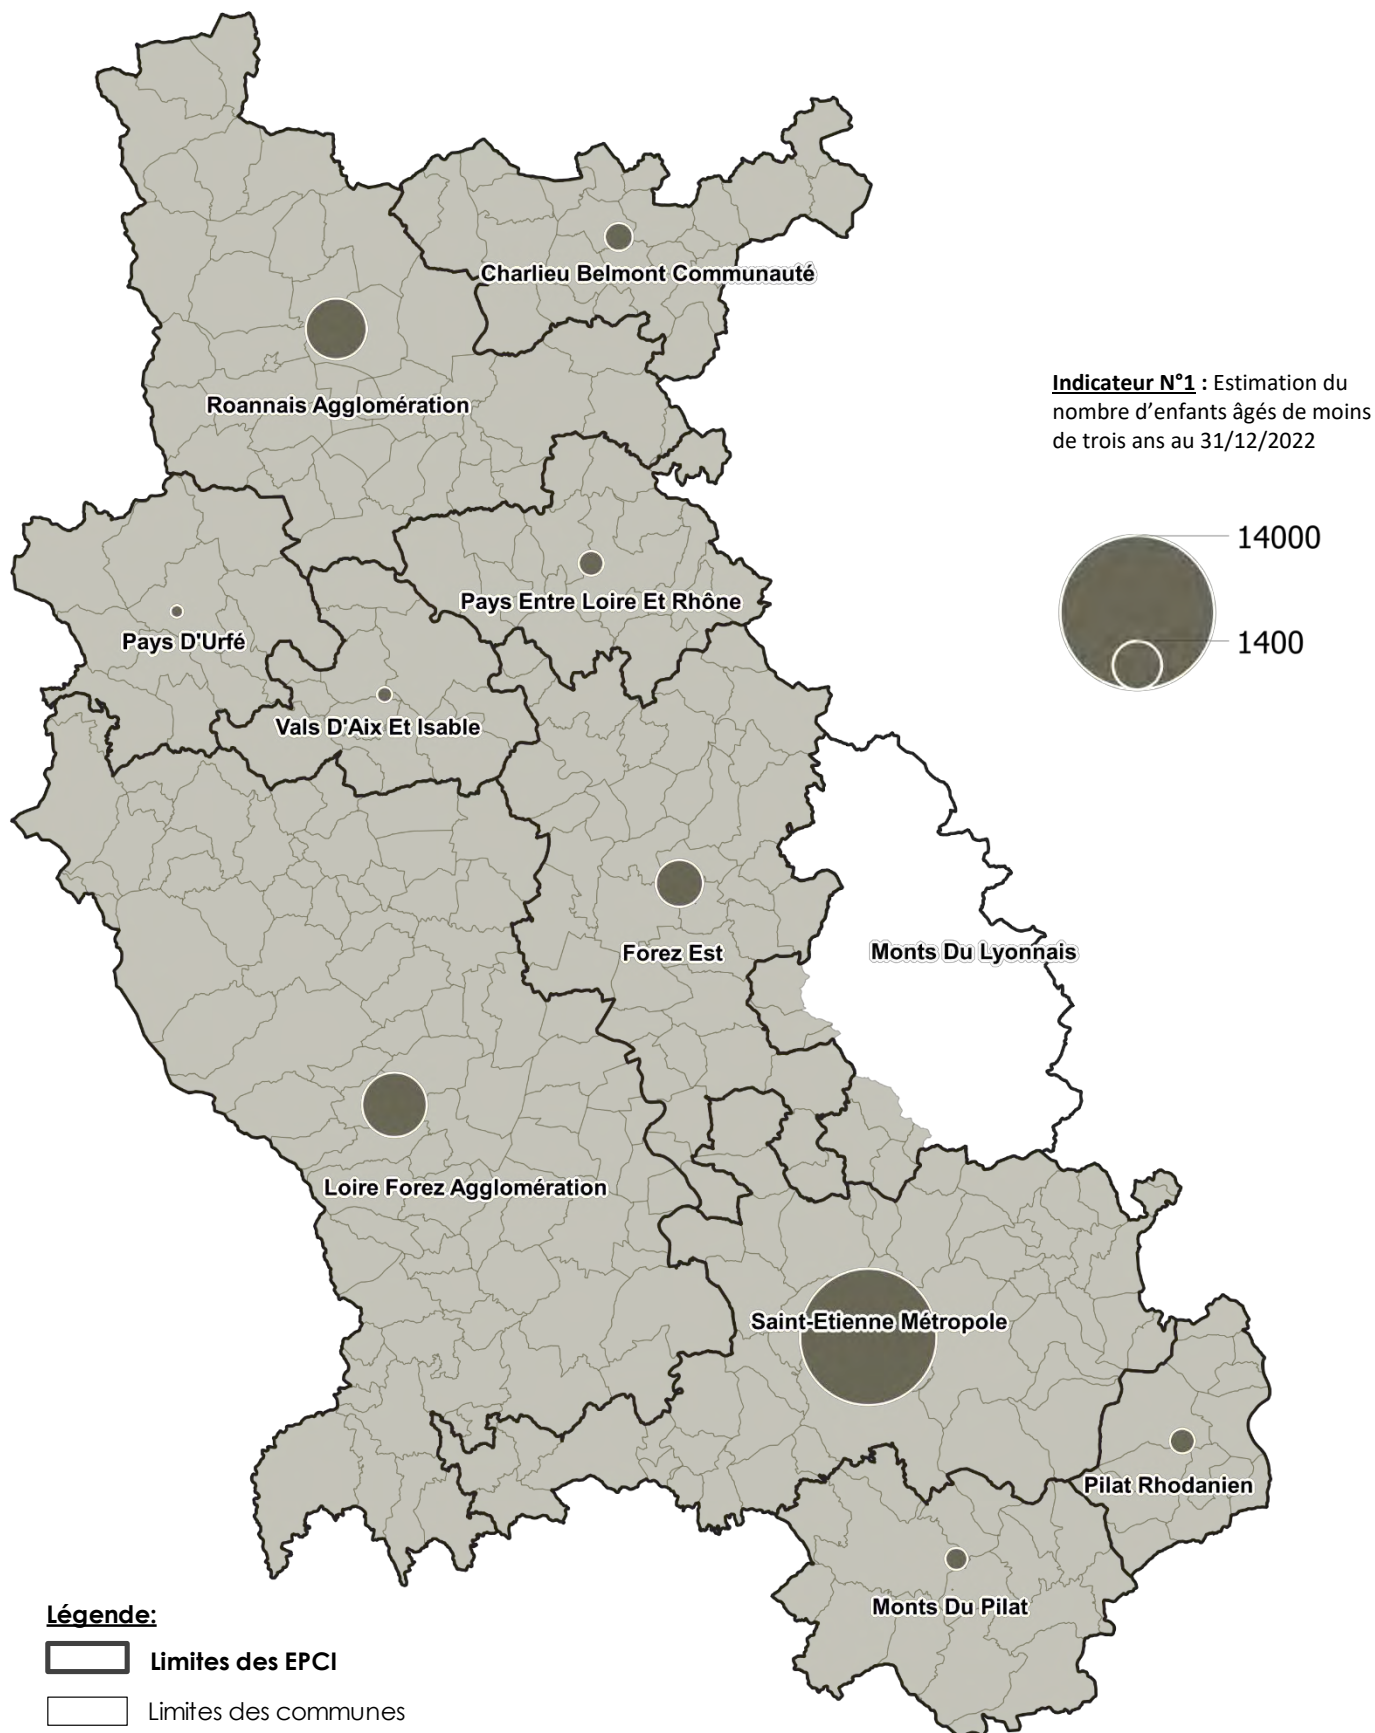 Charlieu Belmont Communauté
Roannais Agglomération
Indicateur N°1 : Estimation du
nombre d’enfants âgés de moins
de trois ans au 31/12/2022
14000
1400
Pays Entre Loire Et Rhône
Pays D'Urfé
Vals D'Aix Et Isable
Forez Est
Monts Du Lyonnais
Loire Forez Agglomération
Saint-Etienne Métropole
Pilat Rhodanien
Monts Du Pilat
Légende:
Limites des EPCI
Limites des communes